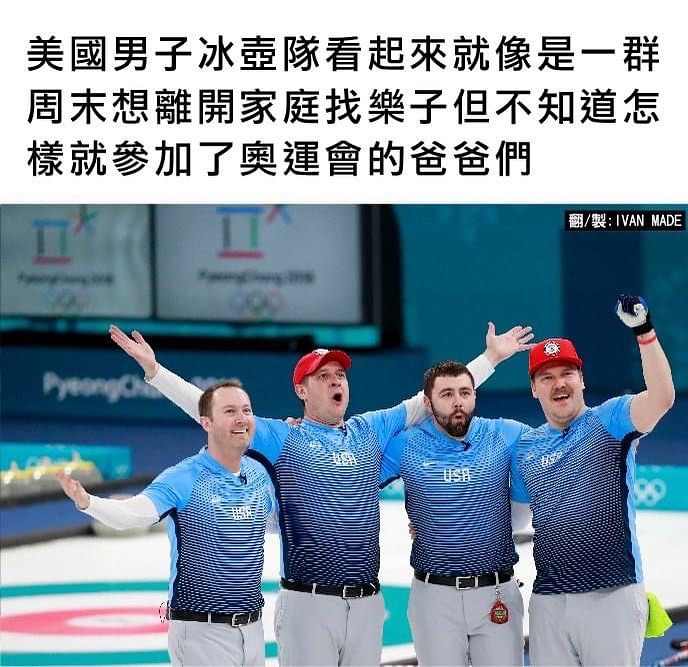 美國男子冰壺隊看起來就像是一群
周末想離開家庭找樂子但不知道怎
樣就參加了奧運會的爸爸們
翻/製:IVAN MADE
PyeongChang 2018
PyeongChang 2018
PyeongCh
USA
USA
USA
USA